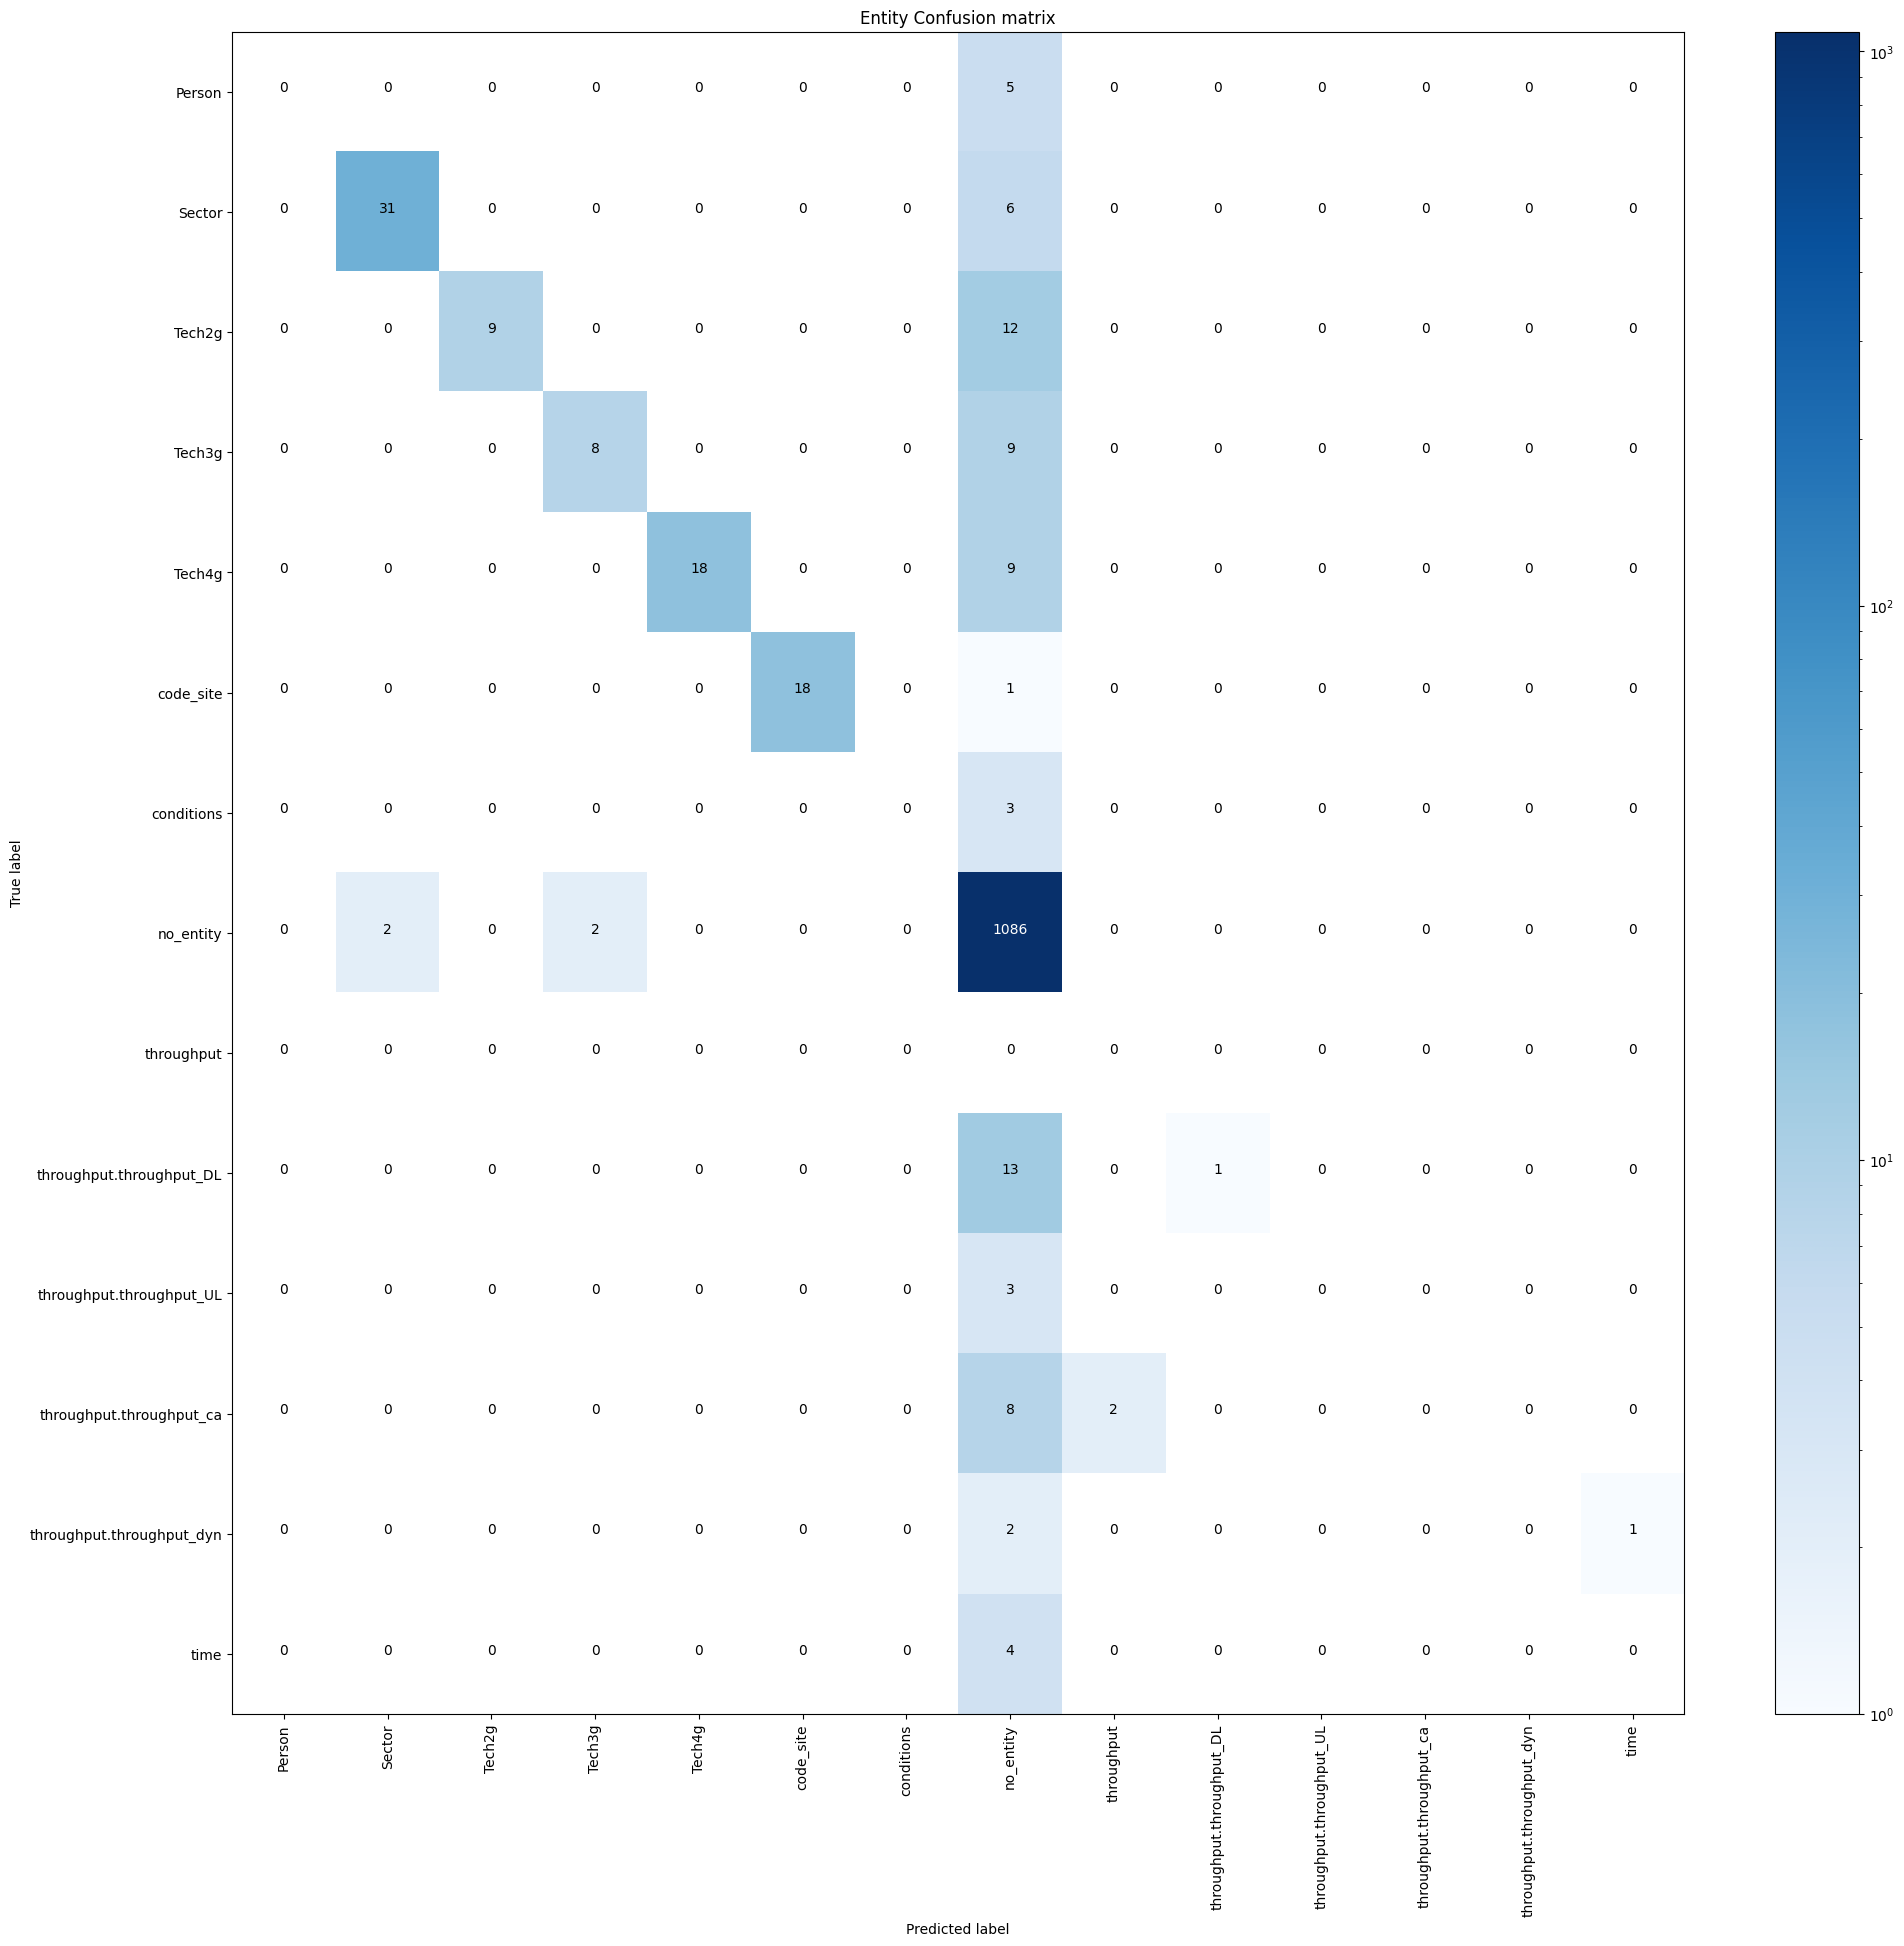 Entity Confusion matrix
Person 0 0 0 0 0 0 0 5 0 0 0 0 0 0
Sector 0 31 0 0 0 0 0 6 0 0 0 0 0 0
Tech2g 0 0 9 0 0 0 0 12 0 0 0 0 0 0
Tech3g 0 0 0 8 0 0 0 9 0 0 0 0 0 0
Tech4g 0 0 0 0 18 0 0 9 0 0 0 0 0 0
code_site 0 0 0 0 0 18 0 1 0 0 0 0 0 0
conditions 0 0 0 0 0 0 0 3 0 0 0 0 0 0
no_entity 0 2 0 2 0 0 0 1086 0 0 0 0 0 0
throughput 0 0 0 0 0 0 0 0 0 0 0 0 0 0
throughput.throughput_DL 0 0 0 0 0 0 0 13 0 1 0 0 0 0
throughput.throughput_UL 0 0 0 0 0 0 0 3 0 0 0 0 0 0
throughput.throughput_ca 0 0 0 0 0 0 0 8 2 0 0 0 0 0
throughput.throughput_dyn 0 0 0 0 0 0 0 2 0 0 0 0 0 1
time 0 0 0 0 0 0 0 4 0 0 0 0 0 0
True label
Person
Sector
Tech2g
Tech3g
Tech4g
code_site
conditions
no_entity
throughput
throughput.throughput_DL
throughput.throughput_UL
throughput.throughput_ca
throughput.throughput_dyn
time
Predicted label
10³
10²
10¹
10⁰